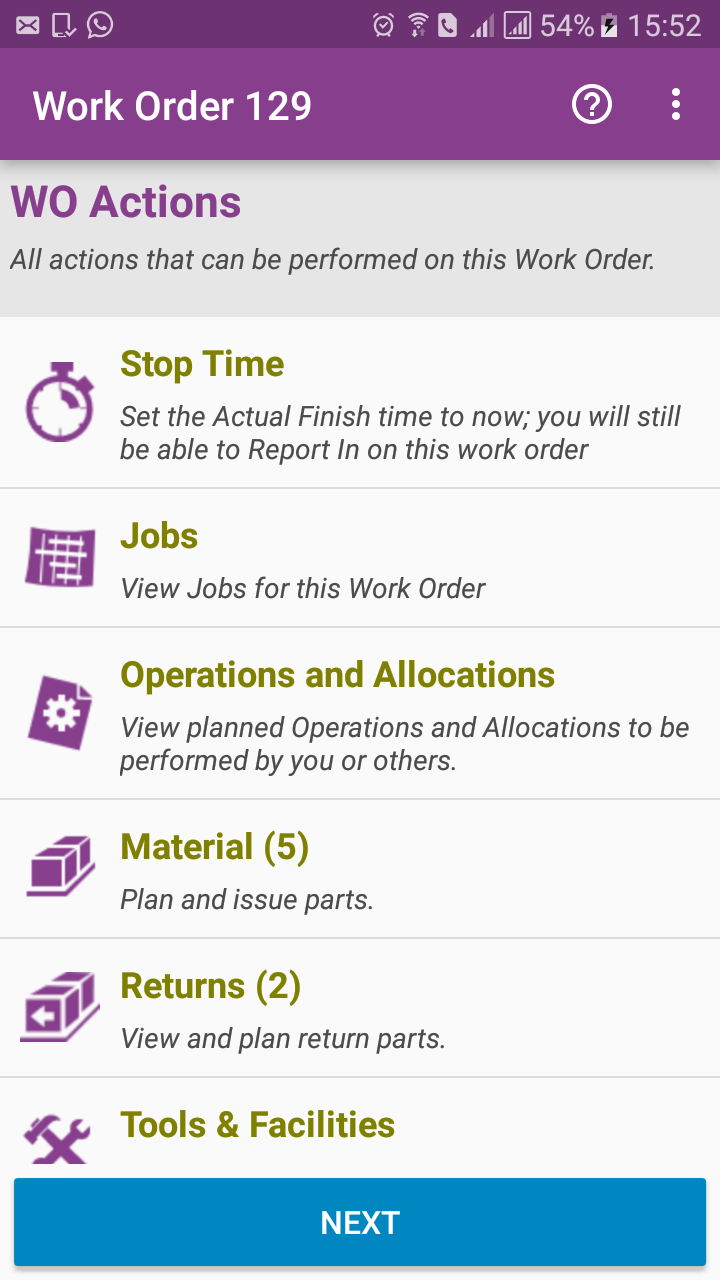 54% 15:52
Work Order 129
WO Actions
All actions that can be performed on this Work Order.
Stop Time
Set the Actual Finish time to now; you will still
be able to Report In on this work order
Jobs
View Jobs for this Work Order
Operations and Allocations
View planned Operations and Allocations to be
performed by you or others.
Material (5)
Plan and issue parts.
Returns (2)
View and plan return parts.
Tools & Facilities
NEXT